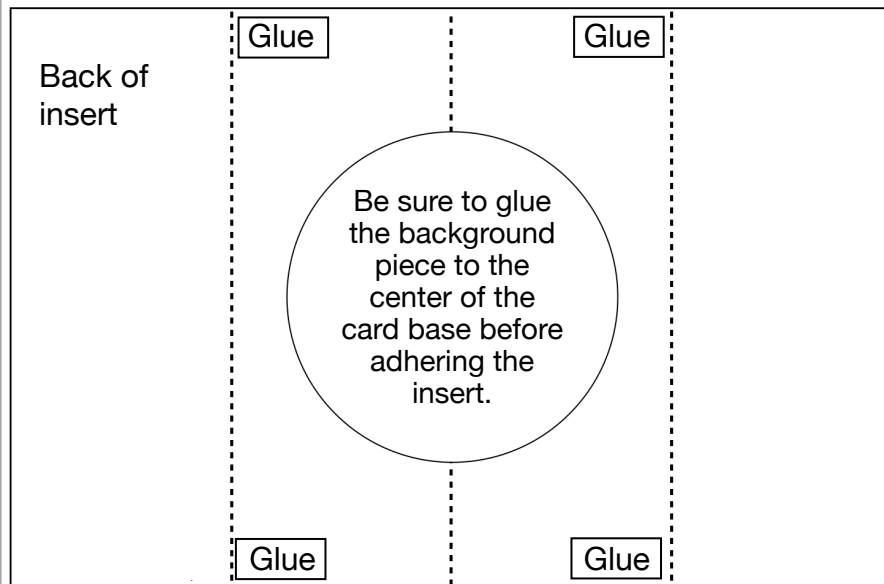 Glue
Glue
Back of
insert
Be sure to glue
the background
piece to the
center of the
card base before
adhering the
insert.
Glue
Glue